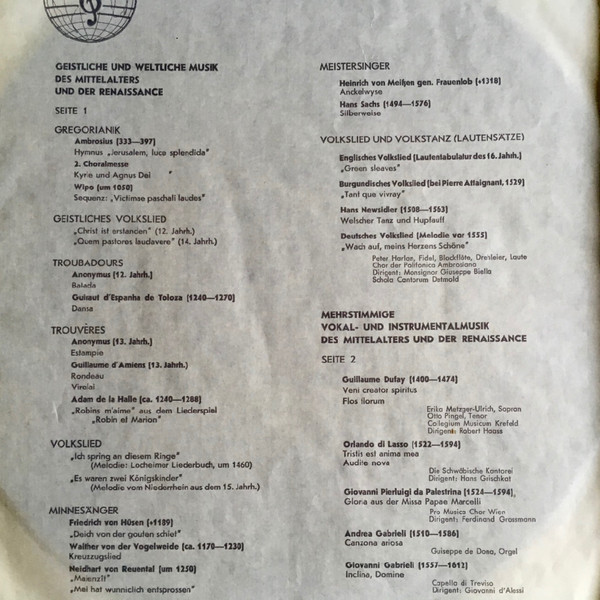 GEISTLICHE UND WELTLICHE MUSIK
DES MITTELALTERS
UND DER RENAISSANCE
SEITE 1
GREGORIANIK
Ambrosius (333—397)
Hymnus „Jerusalem, luce splendida"
2. Choralmesse
Kyrie und Agnus Dei
Wipo (um 1050)
Sequenz: „Victimae paschali laudes"
GEISTLICHES VOLKSLIED
„Christ ist erstanden" (12. Jahrh.)
„Quem pastores laudavere" (14. Jahrh.)
TROUBADOURS
Anonymus (12. Jahrh.)
Balada
Guiraut d'Espanha de Toloza (1240—1270)
Dansa
TROUVÈRES
Anonymus (13. Jahrh.)
Estampie
Guillaume d'Amiens (13. Jahrh.)
Rondeau
Virelai
Adam de la Halle (ca. 1240—1288)
„Robins m'aime" aus dem Liederspiel
„Robin et Marion"
VOLKSLIED
„Ich spring an diesem Ringe"
(Melodie: Locheimer Liederbuch, um 1460)
„Es waren zwei Königskinder"
(Melodie vom Niederrhein aus dem 15. Jahrh.)
MINNESÄNGER
Friedrich von Hüsen (+1189)
„Deich von der gouten schiet"
Walther von der Vogelweide (ca. 1170—1230)
Kreuzzugslied
Neidhart von Reuental (um 1250)
„Maienzît"
„Mei hat wunniclich entsprossen"
MEISTERSINGER
Heinrich von Meißen gen. Frauenlob (+1318)
Anckelwyse
Hans Sachs (1494—1576)
Silberweise
VOLKSLIED UND VOLKSTANZ (LAUTENSÄTZE)
Englisches Volkslied (Lautentabulatur des 16. Jahrh.)
„Green sleeves"
Burgundisches Volkslied (bei Pierre Attaignant, 1529)
„Tant que vivray"
Hans Newsidler (1508—1563)
Welscher Tanz und Hupfauff
Deutsches Volkslied (Melodie vor 1555)
„Wach auf, meins Herzens Schöne"
Peter Harlan, Fidel, Blockflöte, Drehleier, Laute
Chor der Polifonica Ambrosiana
Dirigent: Monsignor Giuseppe Biella
Schola Cantorum Detmold
MEHRSTIMMIGE
VOKAL- UND INSTRUMENTALMUSIK
DES MITTELALTERS UND DER RENAISSANCE
SEITE 2
Guillaume Dufay (1400—1474)
Veni creator spiritus
Flos florum
Erika Metzger-Ulrich, Sopran
Otto Pingel, Tenor
Collegium Musicum Krefeld
Dirigent: Robert Haass
Orlando di Lasso (1522—1594)
Tristis est anima mea
Audite nova
Die Schwäbische Kantorei
Dirigent: Hans Grischkat
Giovanni Pierluigi da Palestrina (1524—1594)
Gloria aus der Missa Papae Marcelli
Pro Musica Chor Wien
Dirigent: Ferdinand Grossmann
Andrea Gabrieli (1510—1586)
Canzona ariosa
Guiseppe de Dona, Orgel
Giovanni Gabrieli (1557—1612)
Inclina, Domine
Capella di Treviso
Dirigent: Giovanni d'Alessi